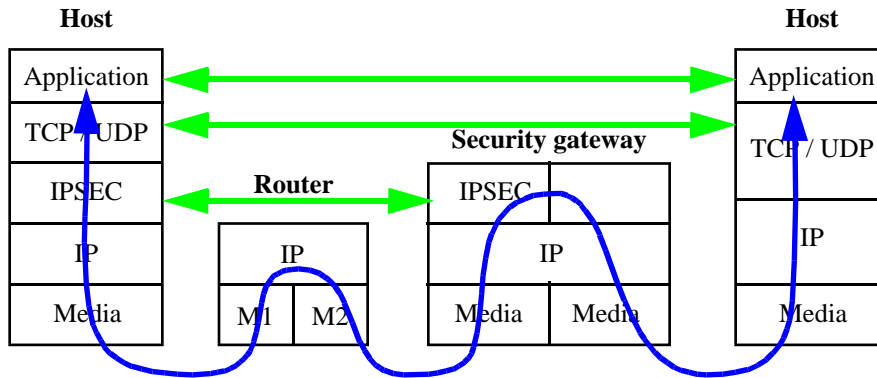 Host
Application
TCP / UDP
IPSEC
IP
Media
Router
IP
M1 M2
Security gateway
IPSEC
IP
Media Media
Host
Application
TCP / UDP
IP
Media